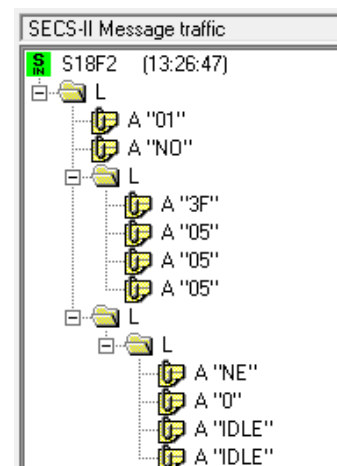 SECS-II Message traffic
S IN S18F2 (13:26:47)
L
A "01"
A "NO"
L
A "3F"
A "05"
A "05"
A "05"
L
L
A "NE"
A "0"
A "IDLE"
A "IDLE"